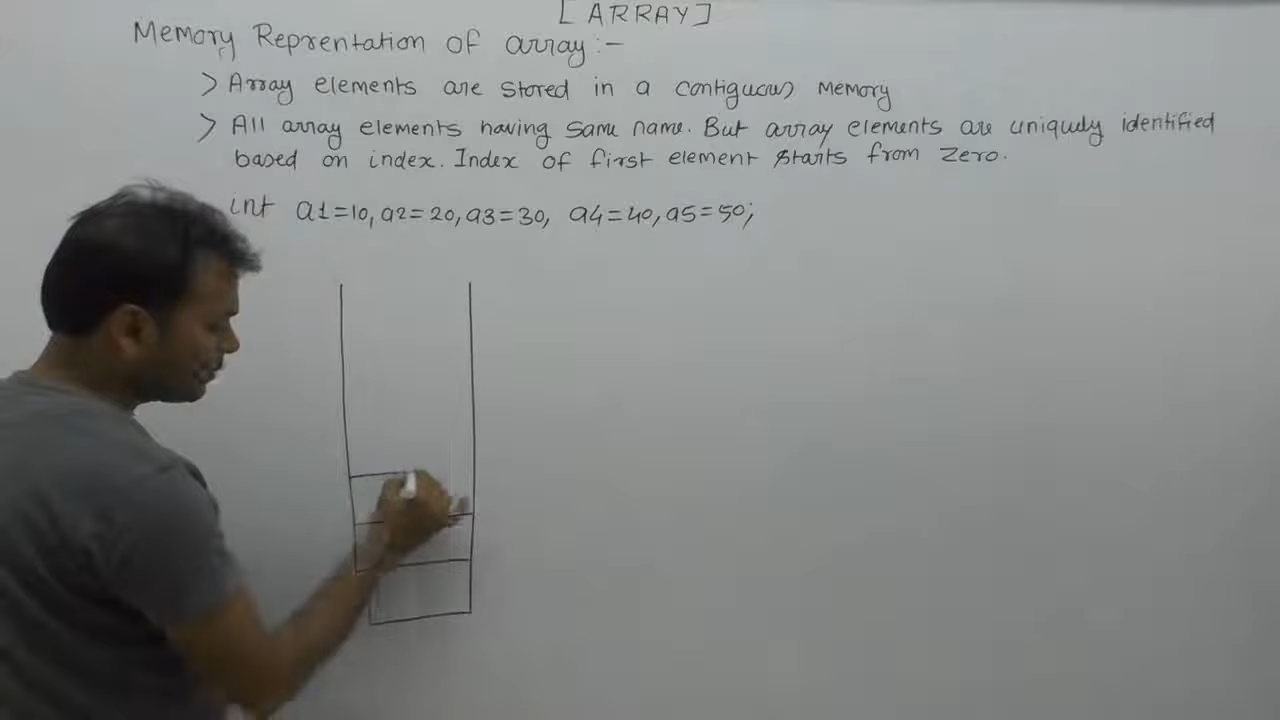 [ARRAY]
Memory Reprentation of array:-
> Array elements are stored in a contiguous memory
> All array elements having same name. But array elements are uniquely identified
based on index. Index of first element starts from zero.
int a1=10, a2=20, a3=30, a4=40, a5=50;